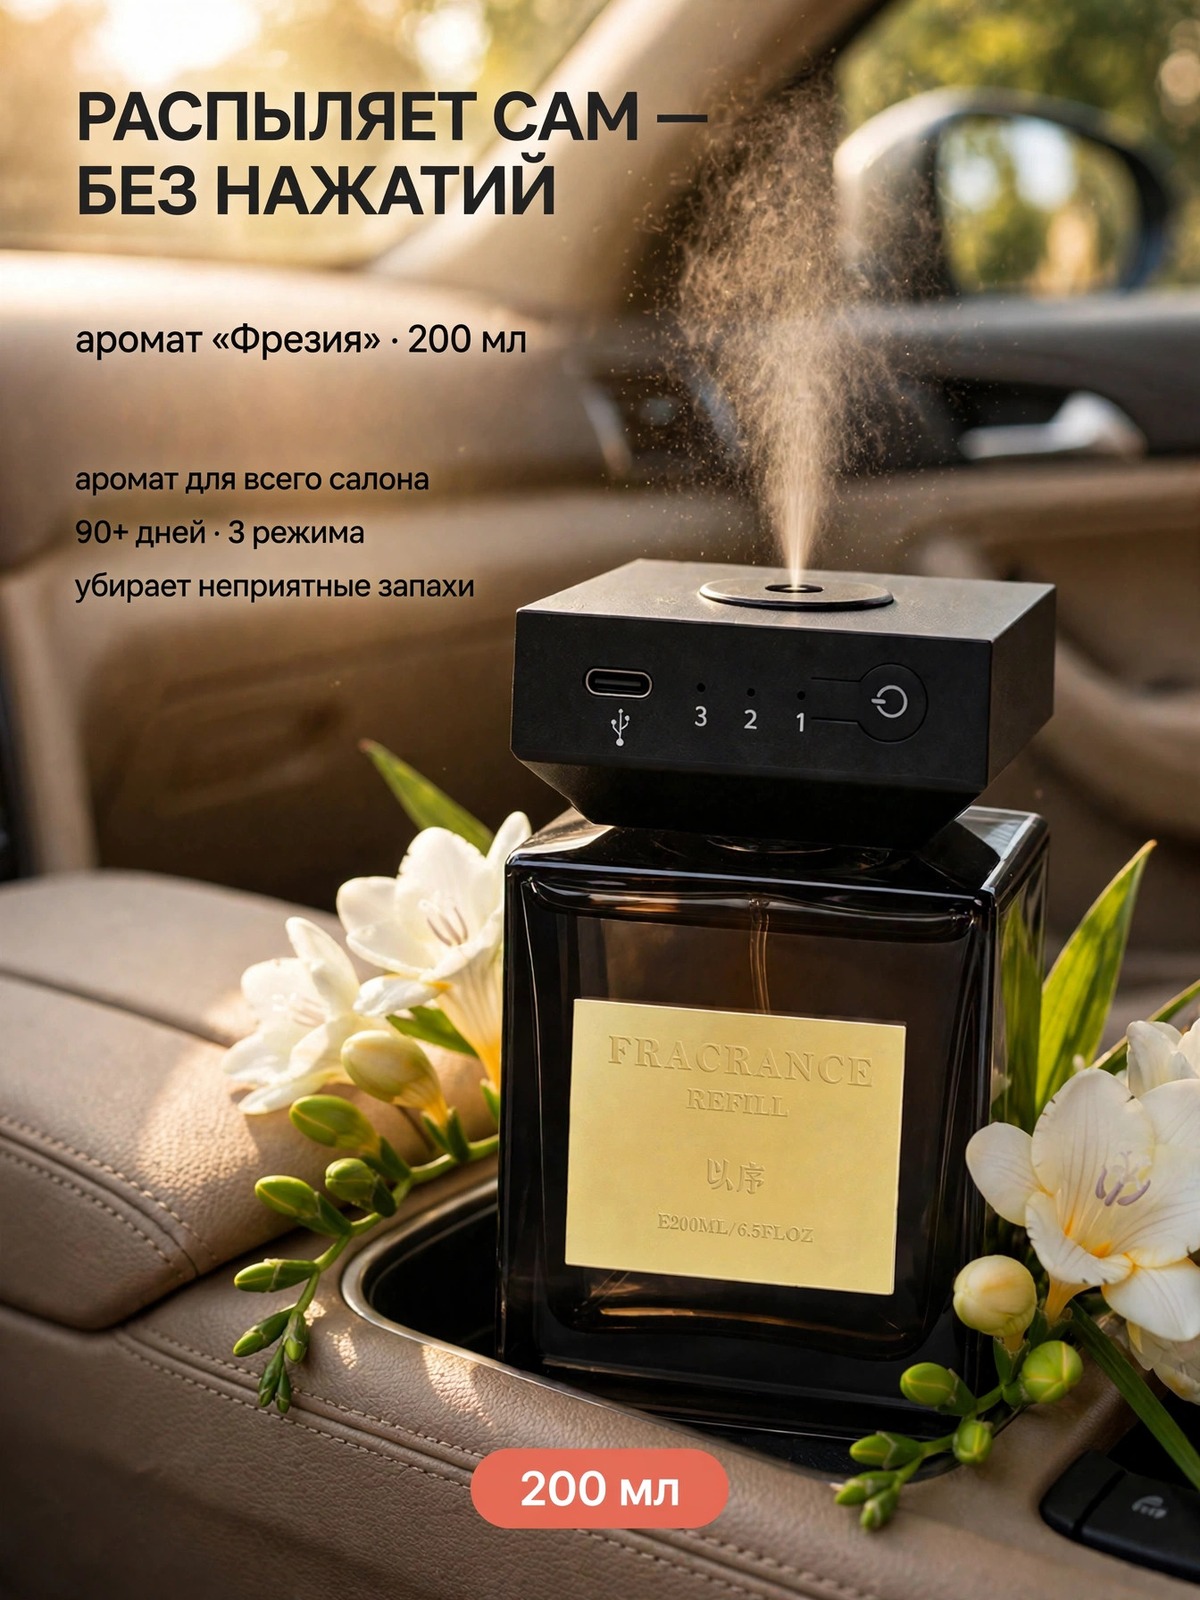 РАСПЫЛЯЕТ САМ —
БЕЗ НАЖАТИЙ
аромат «Фрезия» · 200 мл
аромат для всего салона
90+ дней · 3 режима
убирает неприятные запахи
3 2 1
FRACRANCE
REFILL
以序
E200ML/6.5FLOZ
200 мл